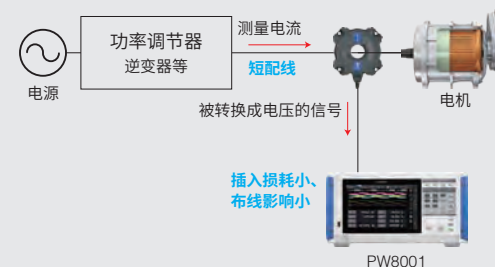 测量电流
功率调节器
逆变器等
短配线
电源
电机
被转换成电压的信号
插入损耗小、
布线影响小
PW8001